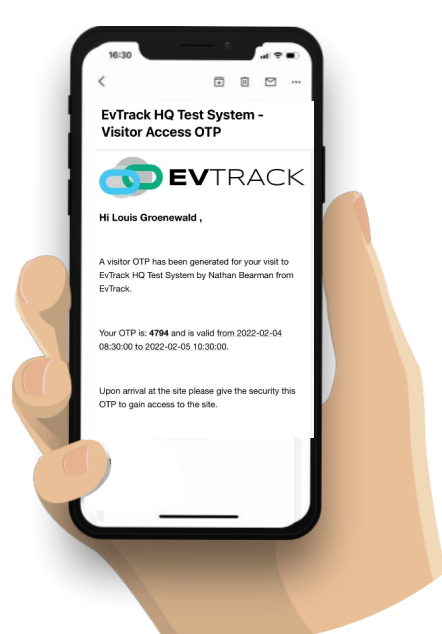 16:30
EvTrack HQ Test System -
Visitor Access OTP
EVTRACK
Hi Louis Groenewald ,
A visitor OTP has been generated for your visit to
EvTrack HQ Test System by Nathan Bearman from
EvTrack.
Your OTP is: 4794 and is valid from 2022-02-04
08:30:00 to 2022-02-05 10:30:00.
Upon arrival at the site please give the security this
OTP to gain access to the site.